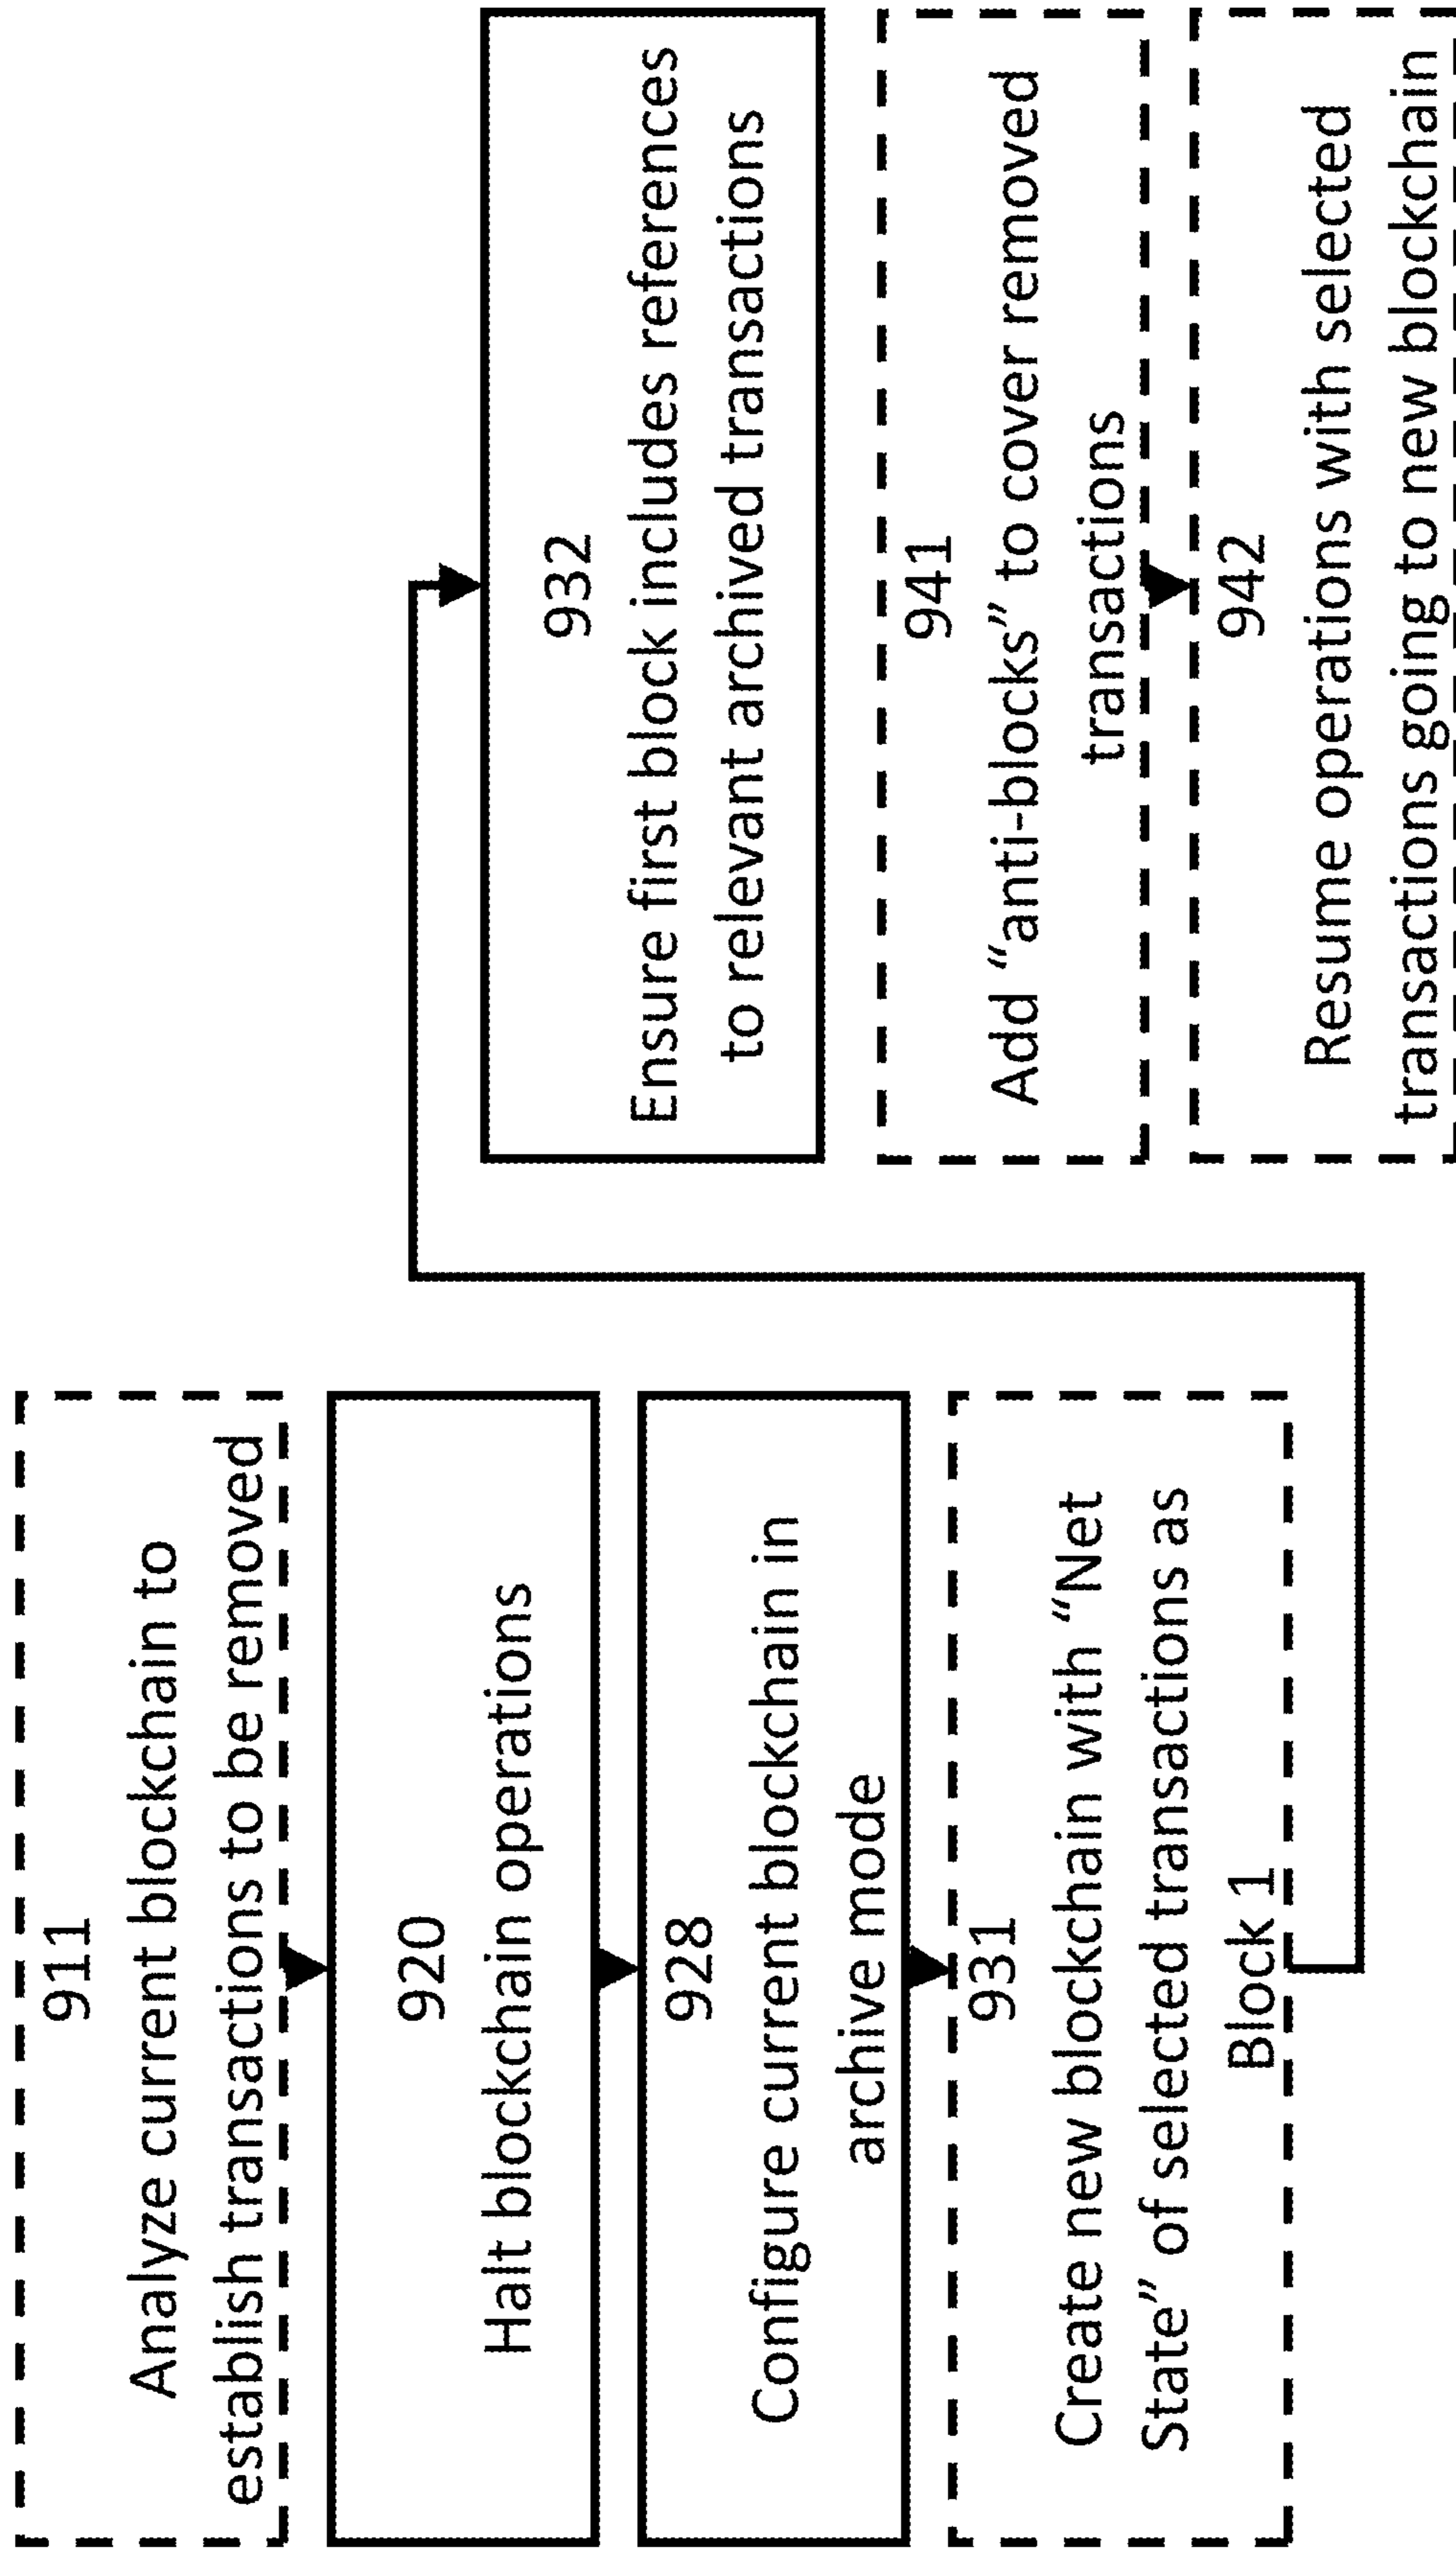 911
Analyze current blockchain to
establish transactions to be removed
920
Halt blockchain operations
928
Configure current blockchain in
archive mode
931
Create new blockchain with “Net
State” of selected transactions as
Block 1
932
Ensure first block includes references
to relevant archived transactions
941
Add “anti-blocks” to cover removed
transactions
942
Resume operations with selected
transactions going to new blockchain